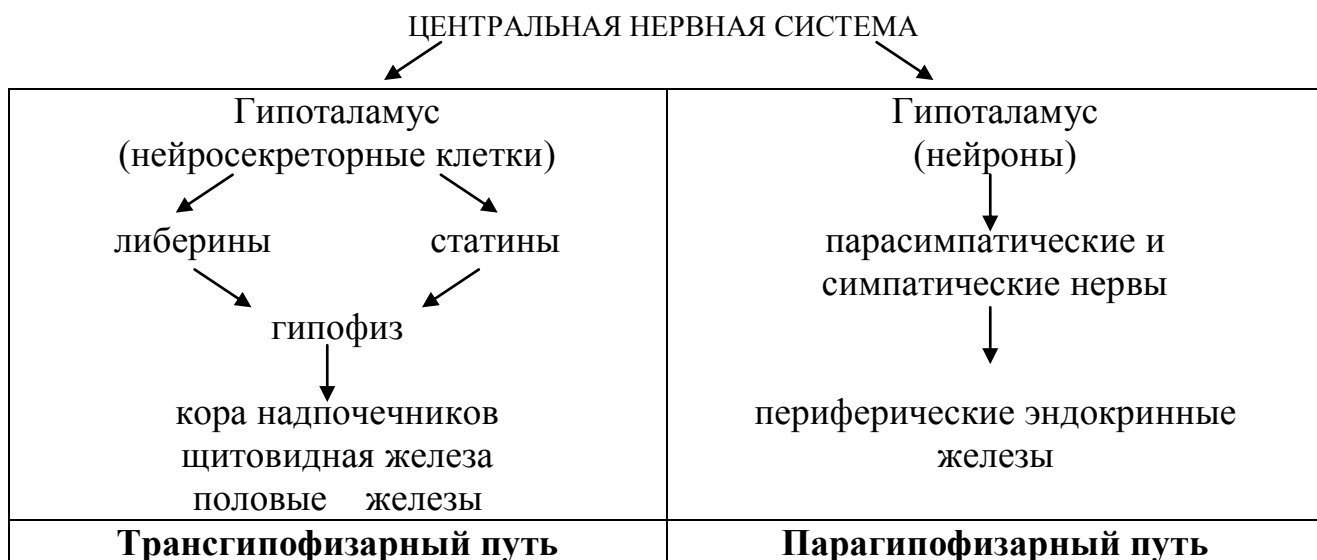 ЦЕНТРАЛЬНАЯ НЕРВНАЯ СИСТЕМА
Гипоталамус
(нейросекреторные клетки)
либерины статины
гипофиз
кора надпочечников
щитовидная железа
половые железы
Трансгипофизарный путь
Гипоталамус
(нейроны)
парасимпатические и
симпатические нервы
периферические эндокринные
железы
Парагипофизарный путь